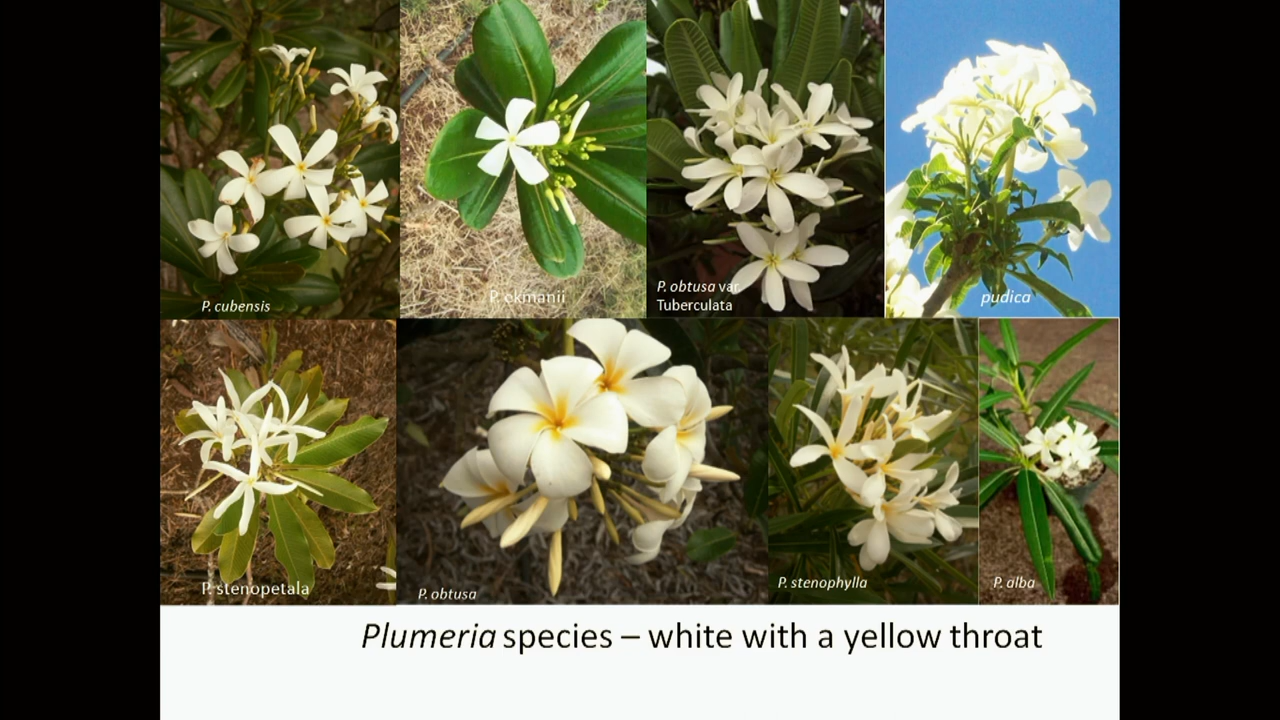 P. cubensis
P. ekmanii
P. obtusa var.
Tuberculata
pudica
P. stenopetala
P. obtusa
P. stenophylla
P. alba
Plumeria species – white with a yellow throat